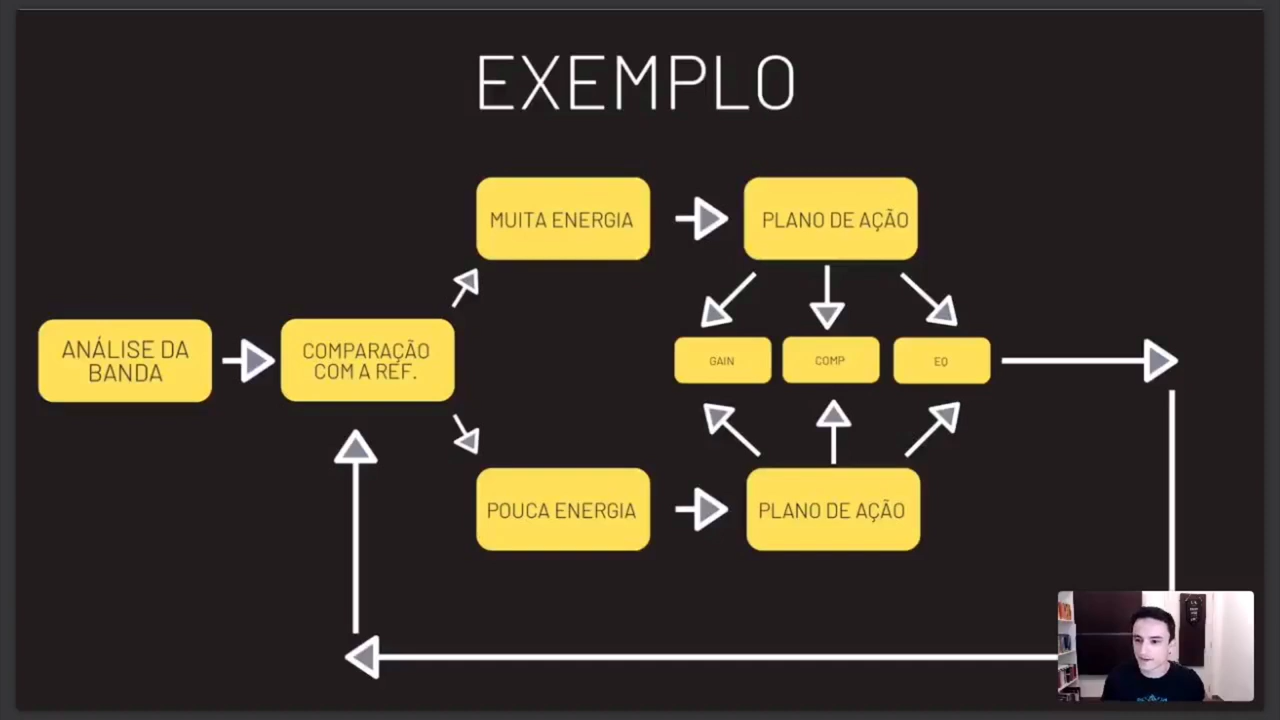 EXEMPLO
MUITA ENERGIA
PLANO DE AÇÃO
ANÁLISE DA
BANDA
COMPARAÇÃO
COM A REF.
GAIN
COMP
EQ
POUCA ENERGIA
PLANO DE AÇÃO